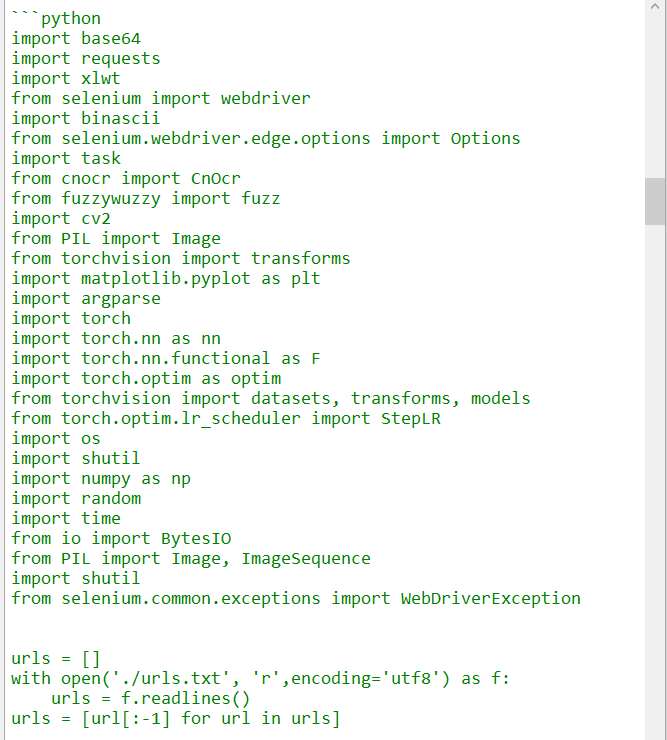 ```python
import base64
import requests
import xlwt
from selenium import webdriver
import binascii
from selenium.webdriver.edge.options import Options
import task
from cnocr import CnOcr
from fuzzywuzzy import fuzz
import cv2
from PIL import Image
from torchvision import transforms
import matplotlib.pyplot as plt
import argparse
import torch
import torch.nn as nn
import torch.nn.functional as F
import torch.optim as optim
from torchvision import datasets, transforms, models
from torch.optim.lr_scheduler import StepLR
import os
import shutil
import numpy as np
import random
import time
from io import BytesIO
from PIL import Image, ImageSequence
import shutil
from selenium.common.exceptions import WebDriverException
urls = []
with open('./urls.txt', 'r',encoding='utf8') as f:
    urls = f.readlines()
urls = [url[:-1] for url in urls]